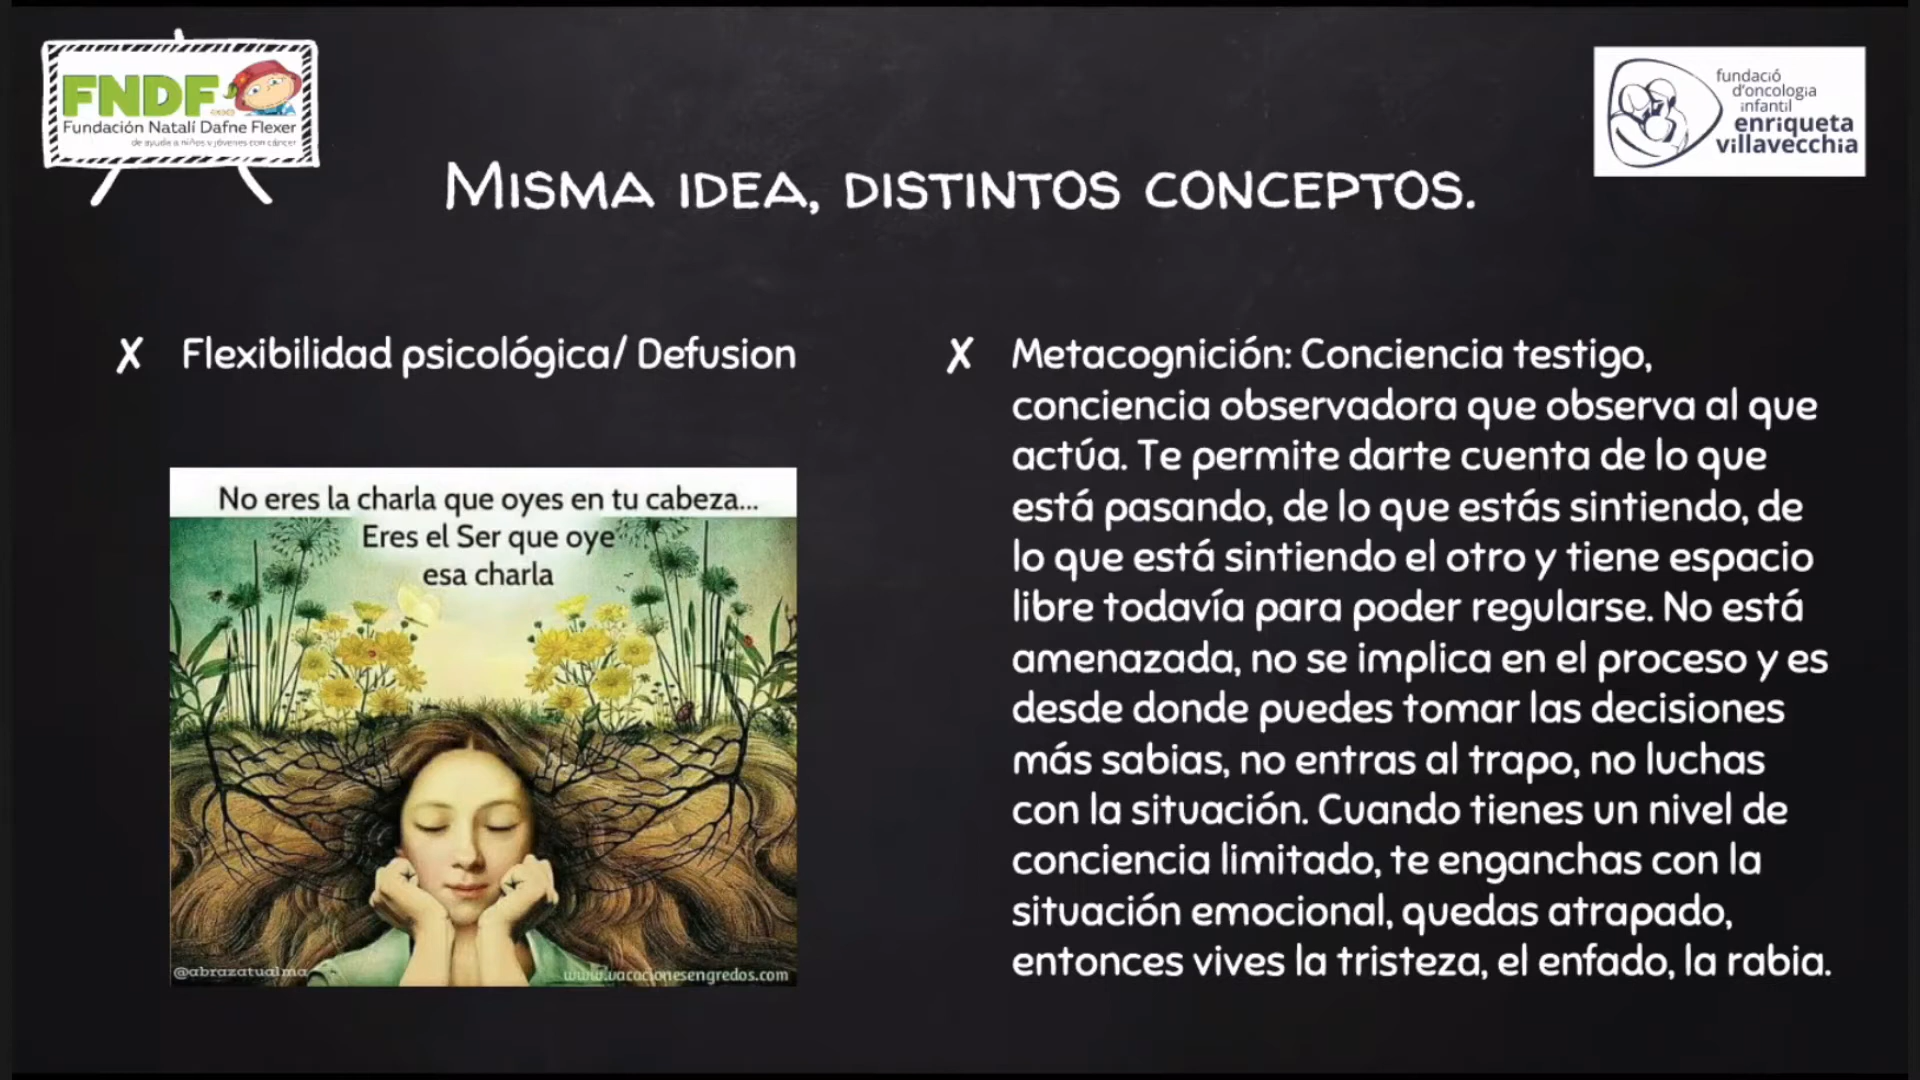 FNDF
Fundación Natalí Dafne Flexer
de ayuda a niños y jóvenes con cáncer
fundació
d'oncologia
infantil
enriqueta
villavecchia
Misma idea, distintos conceptos.
✗ Flexibilidad psicológica/ Defusion
No eres la charla que oyes en tu cabeza...
Eres el Ser que oye
esa charla
@abrazatualma
www.vacacionesengredos.com
✗ Metacognición: Conciencia testigo,
conciencia observadora que observa al que
actúa. Te permite darte cuenta de lo que
está pasando, de lo que estás sintiendo, de
lo que está sintiendo el otro y tiene espacio
libre todavía para poder regularse. No está
amenazada, no se implica en el proceso y es
desde donde puedes tomar las decisiones
más sabias, no entras al trapo, no luchas
con la situación. Cuando tienes un nivel de
conciencia limitado, te enganchas con la
situación emocional, quedas atrapado,
entonces vives la tristeza, el enfado, la rabia.